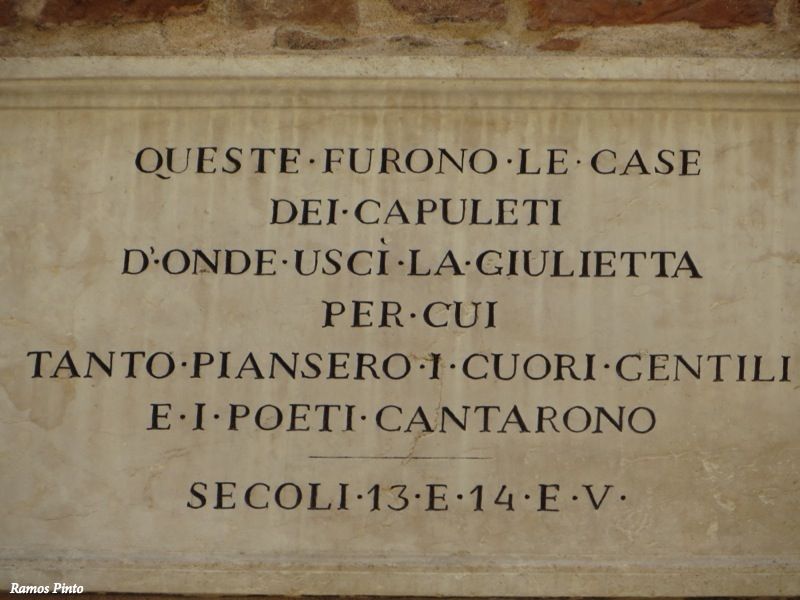 QUESTE·FURONO·LE·CASE
DEI·CAPULETI
D'·ONDE·USCÌ·LA·GIULIETTA
PER·CUI
TANTO·PIANSERO·I·CUORI·GENTILI
E·I·POETI·CANTARONO
SECOLI·13·E·14·E·V·
Ramos Pinto